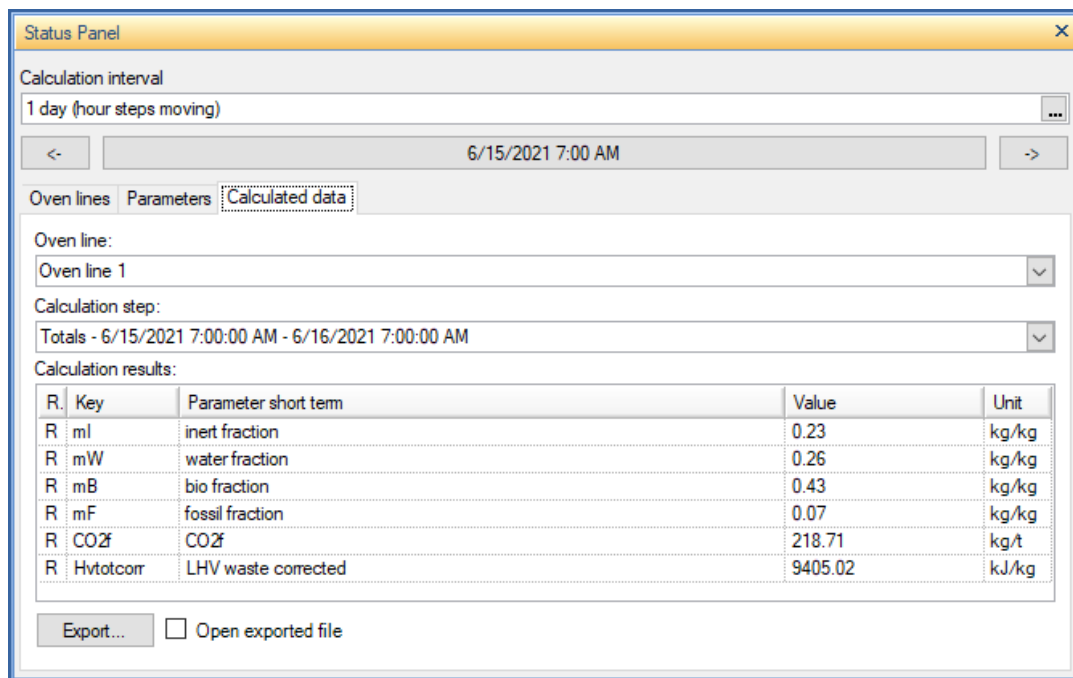 Status Panel ×
Calculation interval
1 day (hour steps moving) ...
<- 6/15/2021 7:00 AM ->
Oven lines Parameters Calculated data
Oven line:
Oven line 1
Calculation step:
Totals - 6/15/2021 7:00:00 AM - 6/16/2021 7:00:00 AM
Calculation results:
R. Key Parameter short term Value Unit
R mI inert fraction 0.23 kg/kg
R mW water fraction 0.26 kg/kg
R mB bio fraction 0.43 kg/kg
R mF fossil fraction 0.07 kg/kg
R CO2f CO2f 218.71 kg/t
R Hvtotcorr LHV waste corrected 9405.02 kJ/kg
Export... Open exported file